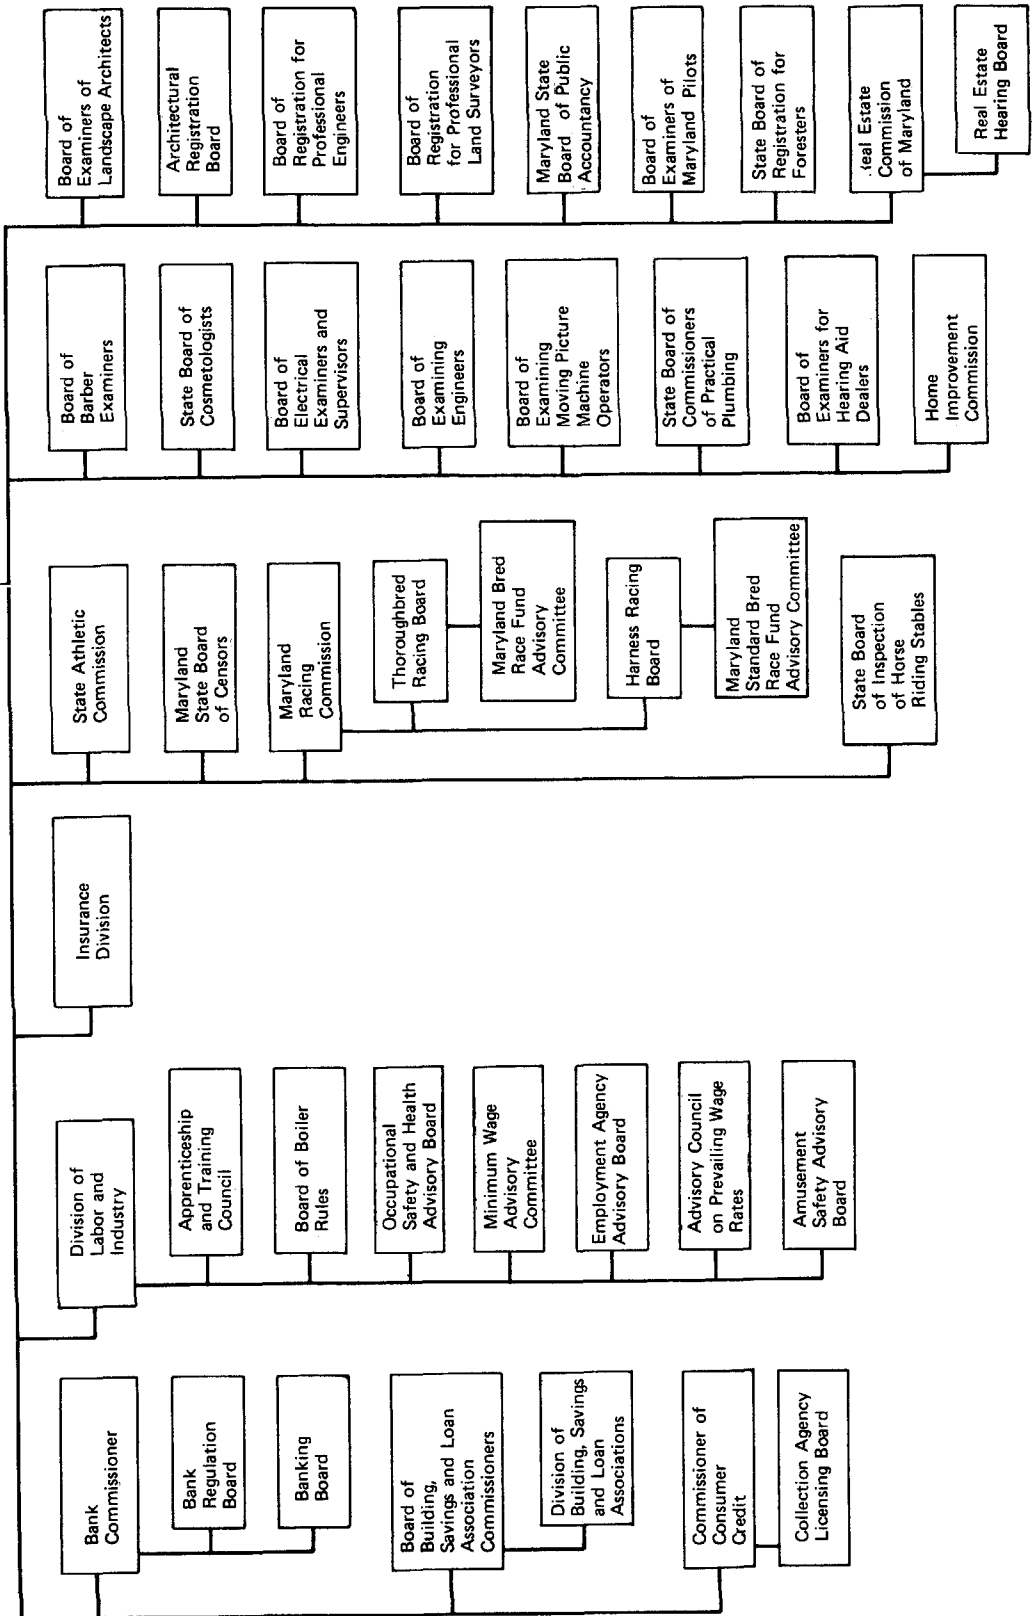 Bank
Commissioner
Bank
Regulation
Board
Banking
Board
Board of
Building,
Savings and Loan
Association
Commissioners
Division of
Building, Savings
and Loan
Associations
Commissioner of
Consumer
Credit
Collection Agency
Licensing Board
Division of
Labor and
Industry
Apprenticeship
and Training
Council
Board of Boiler
Rules
Occupational
Safety and Health
Advisory Board
Minimum Wage
Advisory
Committee
Employment Agency
Advisory Board
Advisory Council
on Prevailing Wage
Rates
Amusement
Safety Advisory
Board
Insurance
Division
State Athletic
Commission
Maryland
State Board
of Censors
Maryland
Racing
Commission
Thoroughbred
Racing Board
Maryland Bred
Race Fund
Advisory
Committee
Harness Racing
Board
Maryland
Standard Bred
Race Fund
Advisory Committee
State Board
of Inspection
of Horse
Riding Stables
Board of
Barber
Examiners
State Board of
Cosmetologists
Board of
Electrical
Examiners and
Supervisors
Board of
Examining
Engineers
Board of
Examining
Moving Picture
Machine
Operators
State Board of
Commissioners
of Practical
Plumbing
Board of
Examiners for
Hearing Aid
Dealers
Home
Improvement
Commission
Board of
Examiners of
Landscape Architects
Architectural
Registration
Board
Board of
Registration for
Professional
Engineers
Board of
Registration
for Professional
Land Surveyors
Maryland State
Board of Public
Accountancy
Board of
Examiners of
Maryland Pilots
State Board of
Registration for
Foresters
Real Estate
Commission
of Maryland
Real Estate
Hearing Board